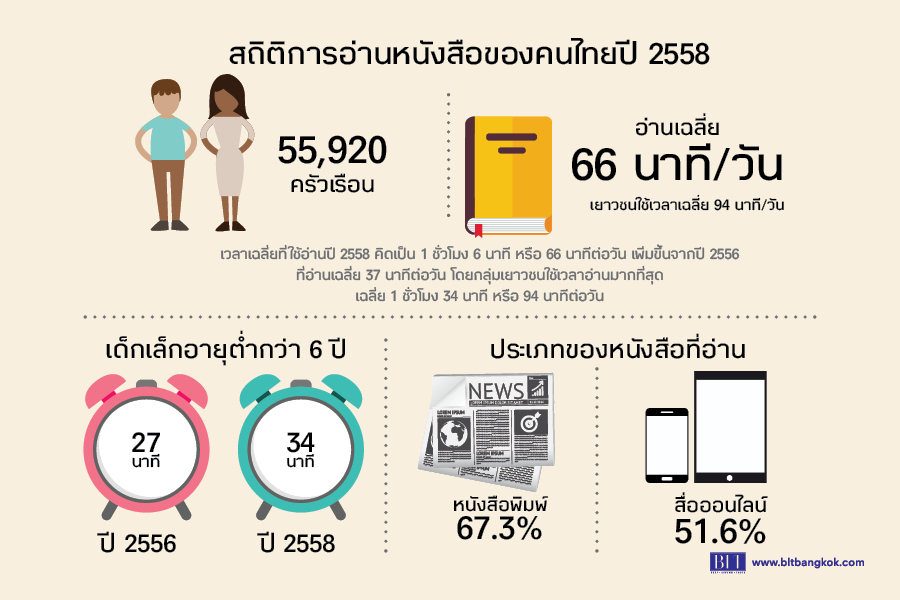 สถิติการอ่านหนังสือของคนไทยปี 2558
55,920
ครัวเรือน
อ่านเฉลี่ย
66 นาที/วัน
เยาวชนใช้เวลาเฉลี่ย 94 นาที/วัน
เวลาเฉลี่ยที่ใช้อ่านปี 2558 คิดเป็น 1 ชั่วโมง 6 นาที หรือ 66 นาทีต่อวัน เพิ่มขึ้นจากปี 2556
ที่อ่านเฉลี่ย 37 นาทีต่อวัน โดยกลุ่มเยาวชนใช้เวลาอ่านมากที่สุด
เฉลี่ย 1 ชั่วโมง 34 นาที หรือ 94 นาทีต่อวัน
เด็กเล็กอายุต่ำกว่า 6 ปี
27
นาที
ปี 2556
34
นาที
ปี 2558
ประเภทของหนังสือที่อ่าน
NEWS
LOREM IPSUM
LOREM IPSUM
หนังสือพิมพ์
67.3%
สื่อออนไลน์
51.6%
BLT
www.bltbangkok.com